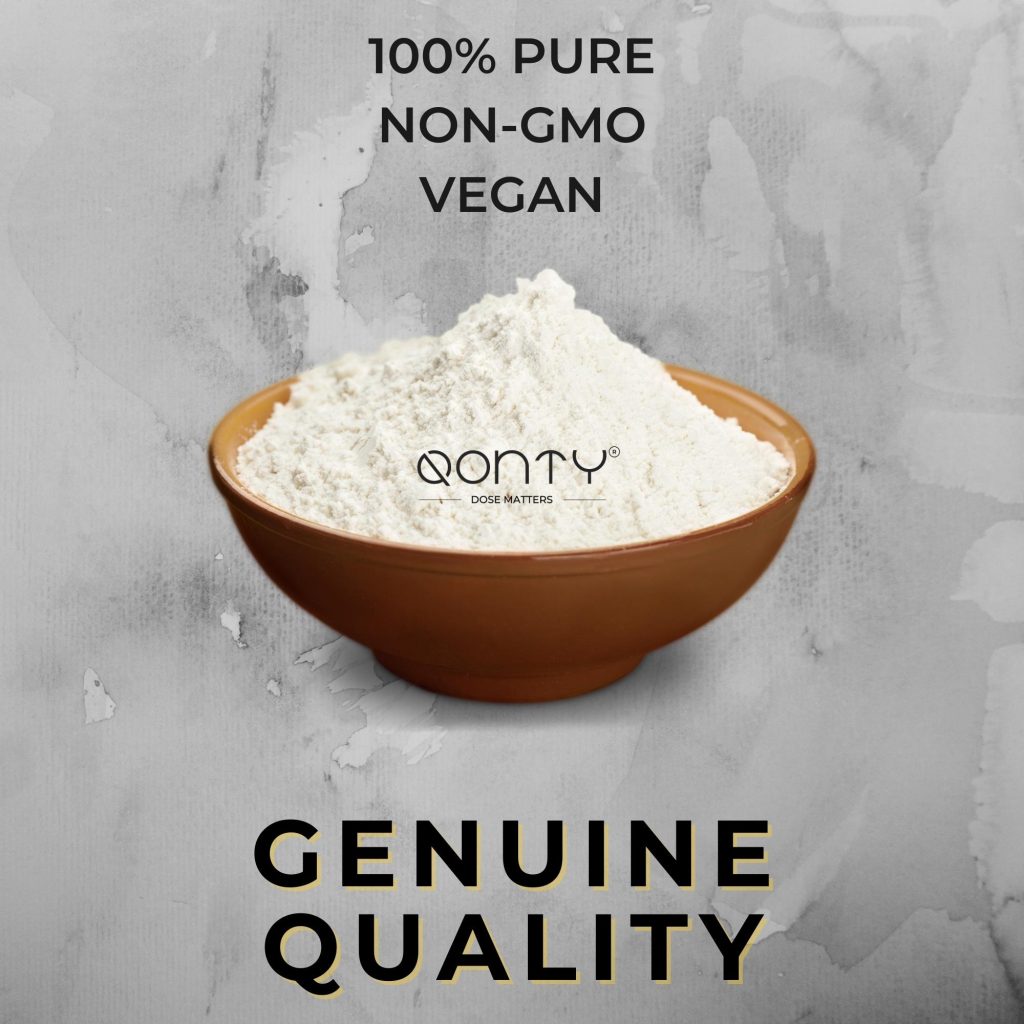 100% PURE
NON-GMO
VEGAN
QONTY®
DOSE MATTERS
GENUINE
QUALITY